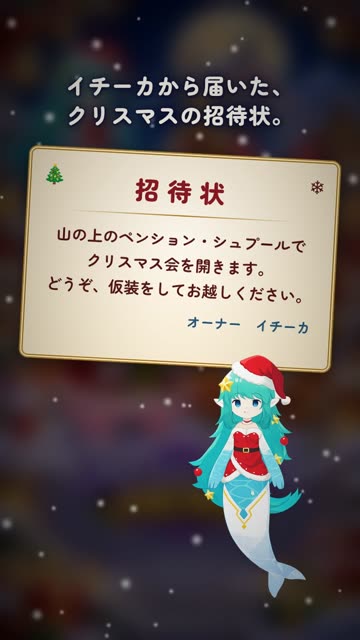 イチーカから届いた、
クリスマスの招待状。
招待状
山の上のペンション・シュプールで
クリスマス会を開きます。
どうぞ、仮装をしてお越しください。
オーナー　イチーカ